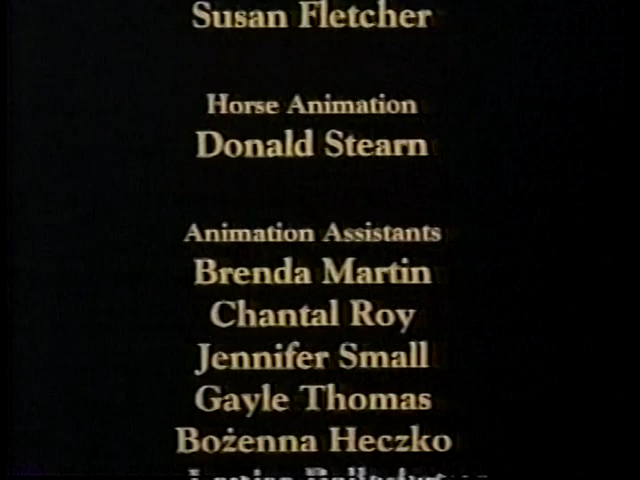 Susan Fletcher
Horse Animation
Donald Stearn
Animation Assistants
Brenda Martin
Chantal Roy
Jennifer Small
Gayle Thomas
Bożenna Heczko